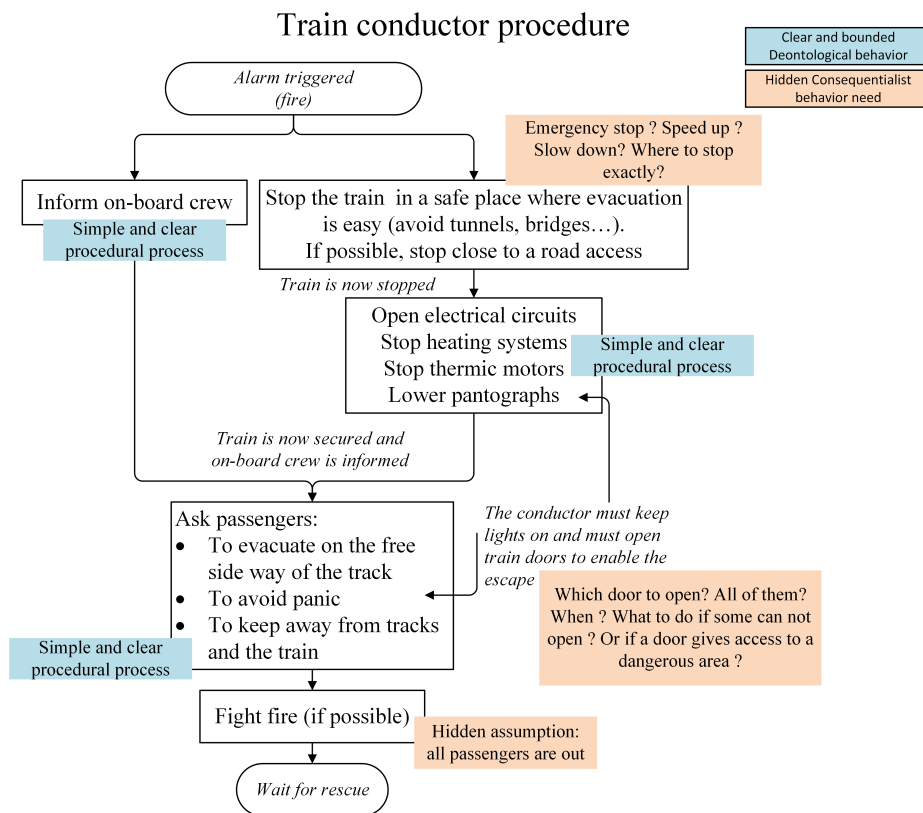 Train conductor procedure
Clear and bounded
Deontological behavior
Hidden Consequentialist
behavior need
Alarm triggered
(fire)
Emergency stop ? Speed up ?
Slow down? Where to stop
exactly?
Inform on-board crew
Simple and clear
procedural process
Stop the train in a safe place where evacuation
is easy (avoid tunnels, bridges…).
If possible, stop close to a road access
Train is now stopped
Open electrical circuits
Stop heating systems
Stop thermic motors
Lower pantographs
Simple and clear
procedural process
Train is now secured and
on-board crew is informed
Ask passengers:
• To evacuate on the free
side way of the track
• To avoid panic
• To keep away from tracks
and the train
Simple and clear
procedural process
The conductor must keep
lights on and must open
train doors to enable the
escape
Which door to open? All of them?
When ? What to do if some can not
open ? Or if a door gives access to a
dangerous area ?
Fight fire (if possible)
Hidden assumption:
all passengers are out
Wait for rescue